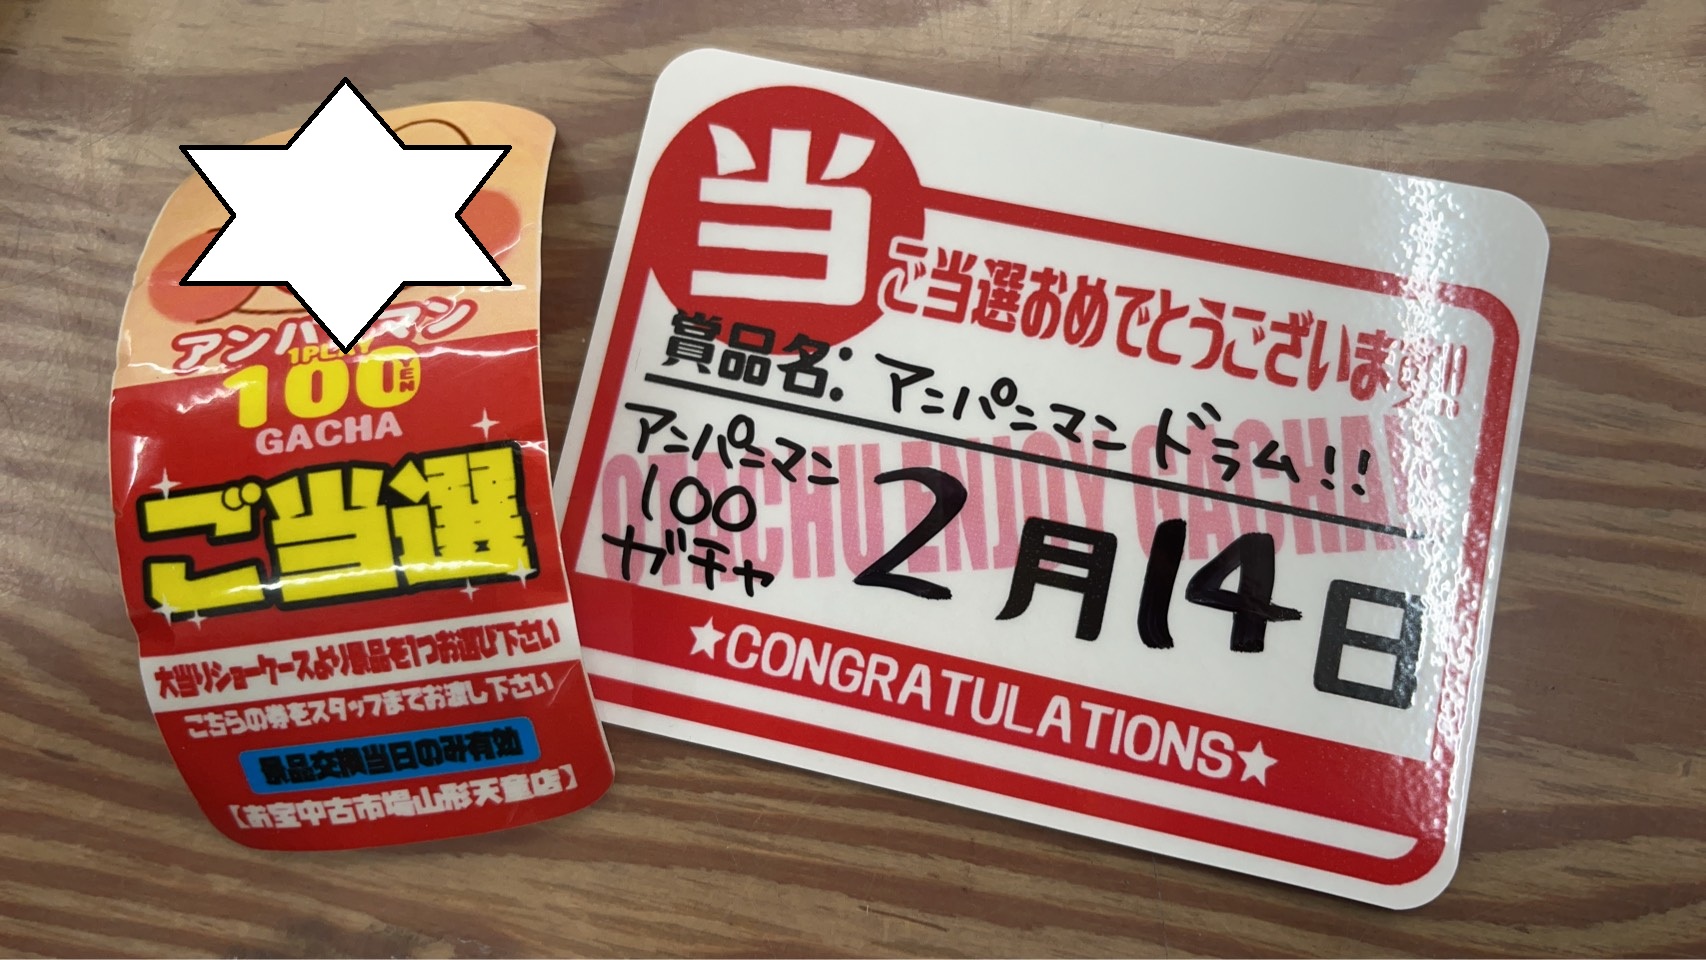 アンパンマン
1PLAY
100YEN
GACHA
ご当選
大当りショーケースより景品を1つお選び下さい
こちらの券をスタッフまでお渡し下さい
景品交換当日のみ有効
【お宝中古市場山形天童店】
当
ご当選おめでとうございます!!
賞品名:アンパンマンドラム!!
アンパンマン
100
ガチャ
2月14日
OTACHU ENJOY GACHA
★CONGRATULATIONS★